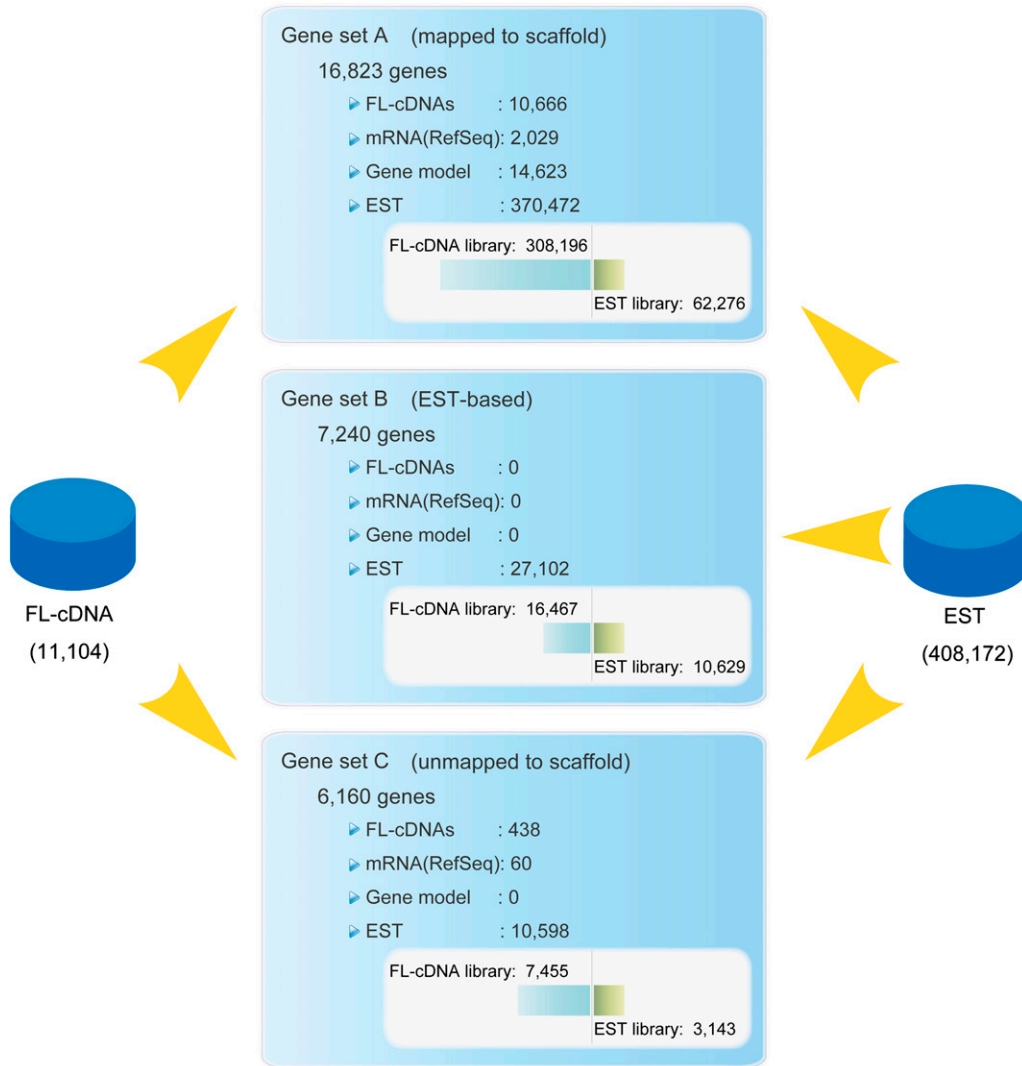 Gene set A (mapped to scaffold)
16,823 genes
FL-cDNAs : 10,666
mRNA(RefSeq): 2,029
Gene model : 14,623
EST : 370,472
FL-cDNA library: 308,196
EST library: 62,276
Gene set B (EST-based)
7,240 genes
FL-cDNAs : 0
mRNA(RefSeq): 0
Gene model : 0
EST : 27,102
FL-cDNA library: 16,467
EST library: 10,629
FL-cDNA
(11,104)
EST
(408,172)
Gene set C (unmapped to scaffold)
6,160 genes
FL-cDNAs : 438
mRNA(RefSeq): 60
Gene model : 0
EST : 10,598
FL-cDNA library: 7,455
EST library: 3,143